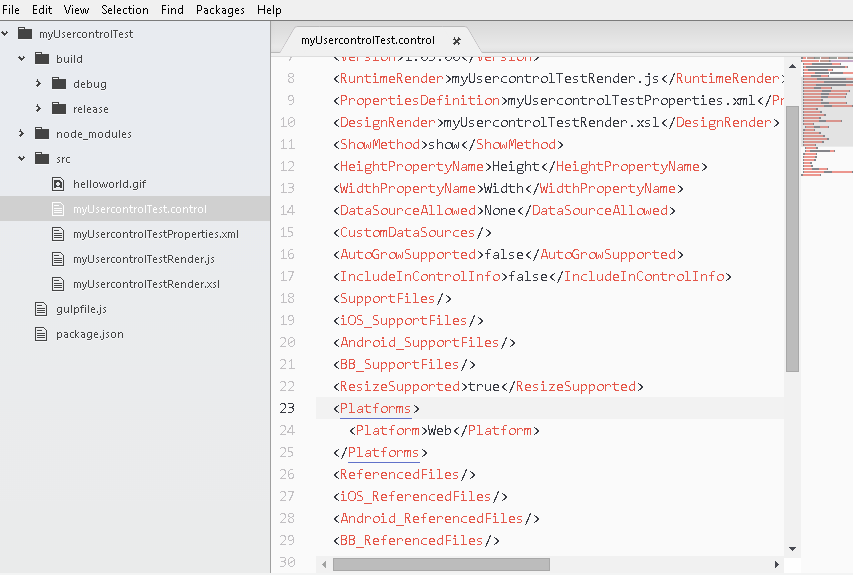 File Edit View Selection Find Packages Help
myUsercontrolTest
build
debug
release
node_modules
src
helloworld.gif
myUsercontrolTest.control
myUsercontrolTestProperties.xml
myUsercontrolTestRender.js
myUsercontrolTestRender.xsl
gulpfile.js
package.json
myUsercontrolTest.control
8 <RuntimeRender>myUsercontrolTestRender.js</RuntimeRender>
9 <PropertiesDefinition>myUsercontrolTestProperties.xml</Pr
10 <DesignRender>myUsercontrolTestRender.xsl</DesignRender>
11 <ShowMethod>show</ShowMethod>
12 <HeightPropertyName>Height</HeightPropertyName>
13 <WidthPropertyName>Width</WidthPropertyName>
14 <DataSourceAllowed>None</DataSourceAllowed>
15 <CustomDataSources/>
16 <AutoGrowSupported>false</AutoGrowSupported>
17 <IncludeInControlInfo>false</IncludeInControlInfo>
18 <SupportFiles/>
19 <iOS_SupportFiles/>
20 <Android_SupportFiles/>
21 <BB_SupportFiles/>
22 <ResizeSupported>true</ResizeSupported>
23 <Platforms>
24 <Platform>Web</Platform>
25 </Platforms>
26 <ReferencedFiles/>
27 <iOS_ReferencedFiles/>
28 <Android_ReferencedFiles/>
29 <BB_ReferencedFiles/>
30